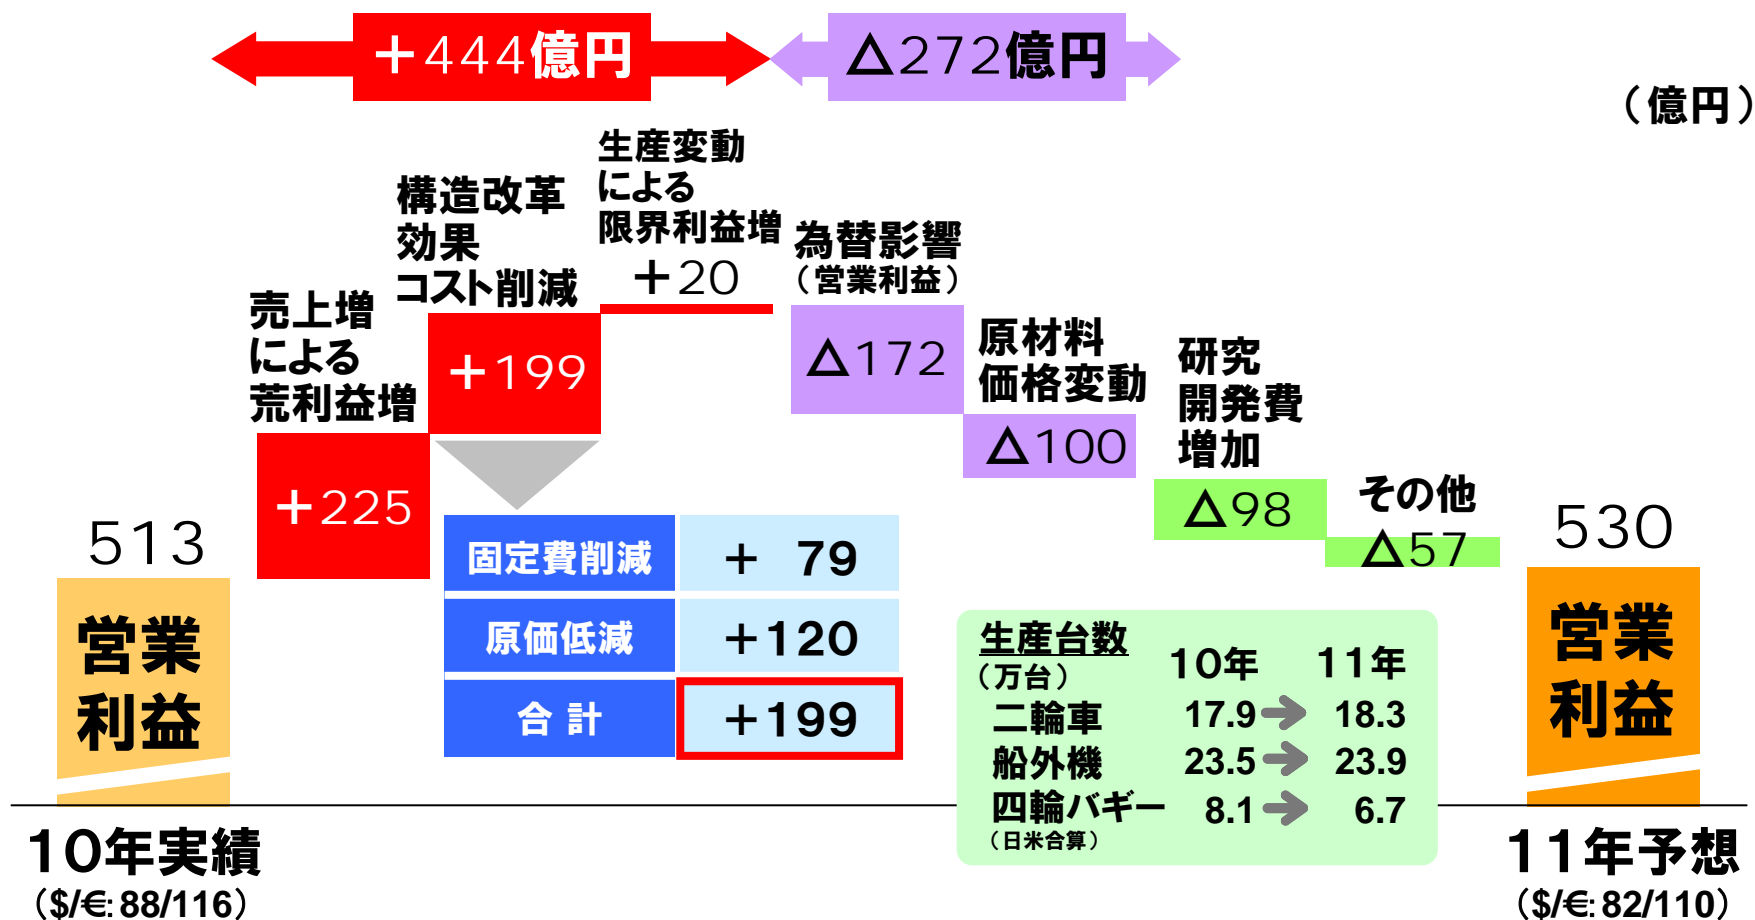 +444億円
△272億円
（億円）
生産変動
による
限界利益増
+20
構造改革
効果
コスト削減
+199
為替影響
（営業利益）
△172
売上増
による
荒利益増
+225
原材料
価格変動
△100
研究
開発費
増加
△98
その他
△57
513
営業
利益
530
営業
利益
固定費削減 + 79
原価低減 +120
合計 +199
生産台数
（万台） 10年 11年
二輪車 17.9 18.3
船外機 23.5 23.9
四輪バギー 8.1 6.7
（日米合算）
10年実績
（$/€:88/116）
11年予想
（$/€:82/110）